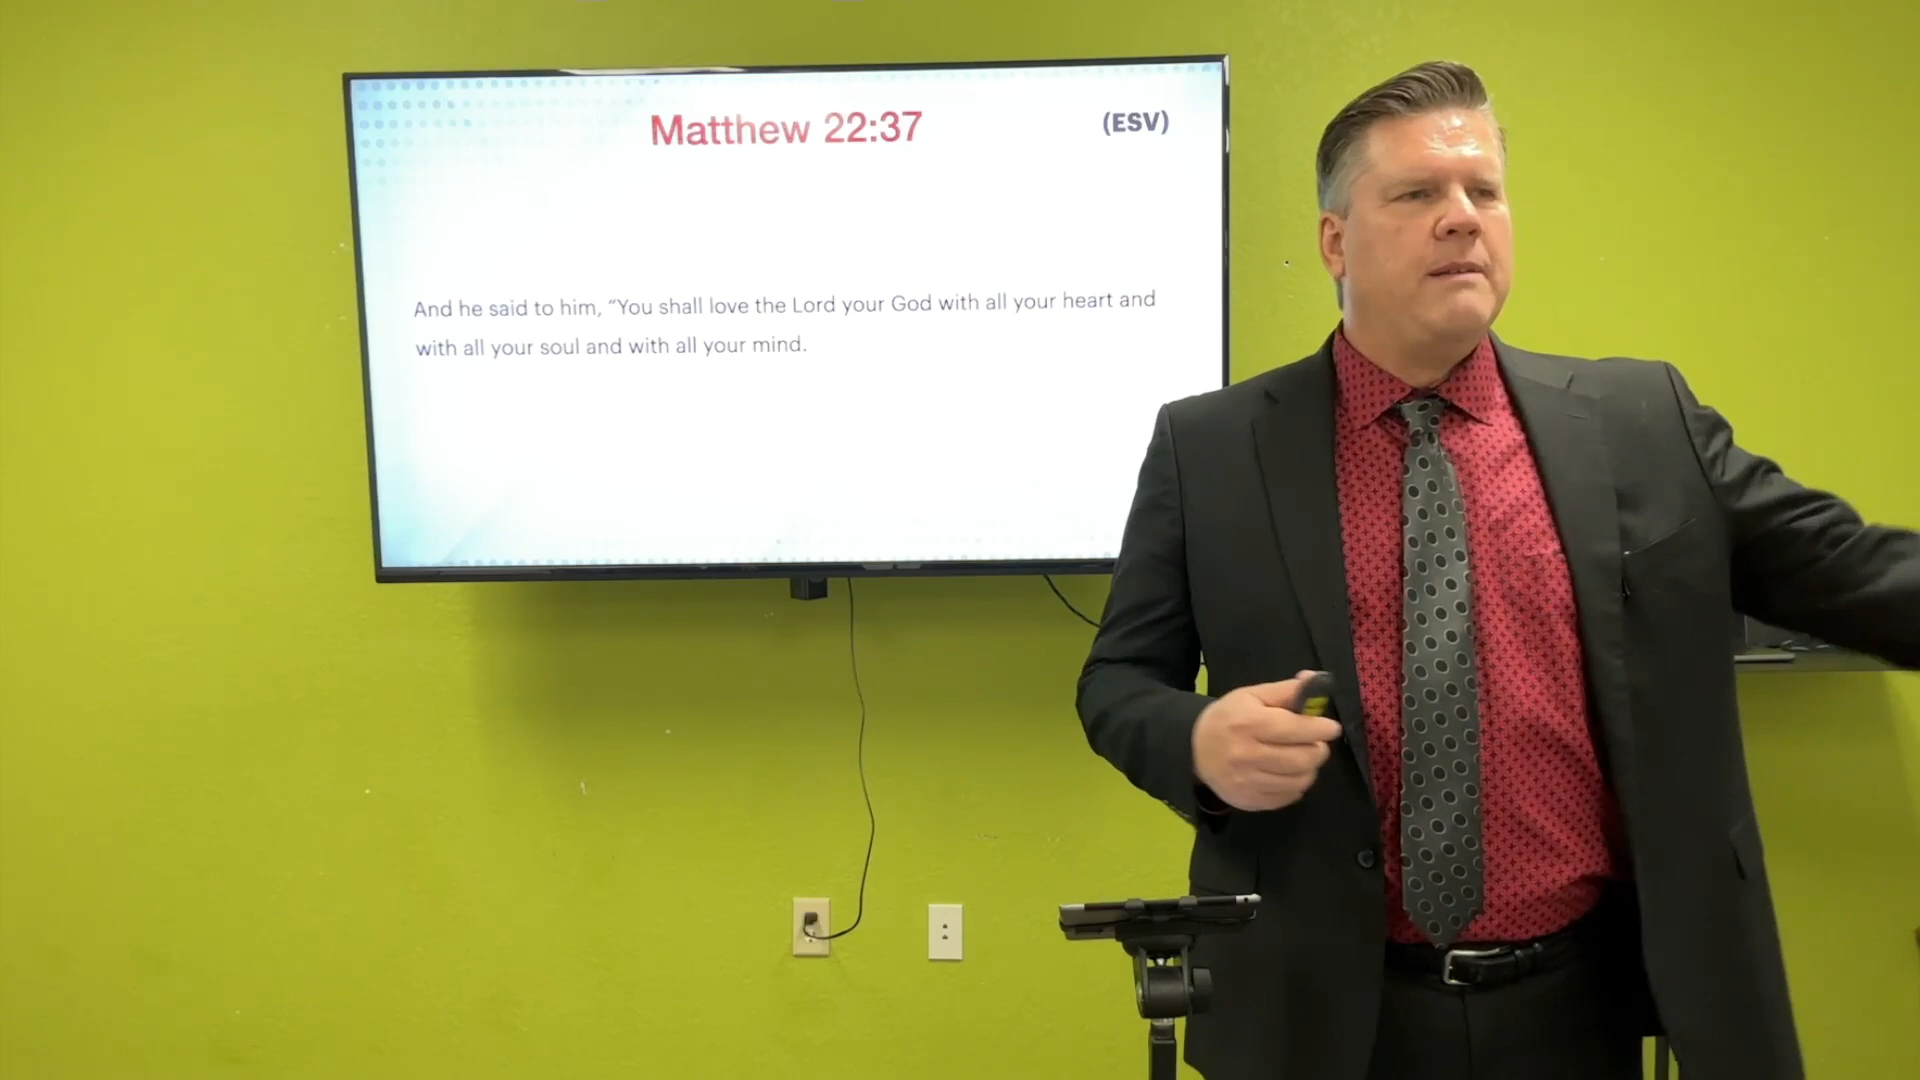 Matthew 22:37
(ESV)
And he said to him, “You shall love the Lord your God with all your heart and
with all your soul and with all your mind.